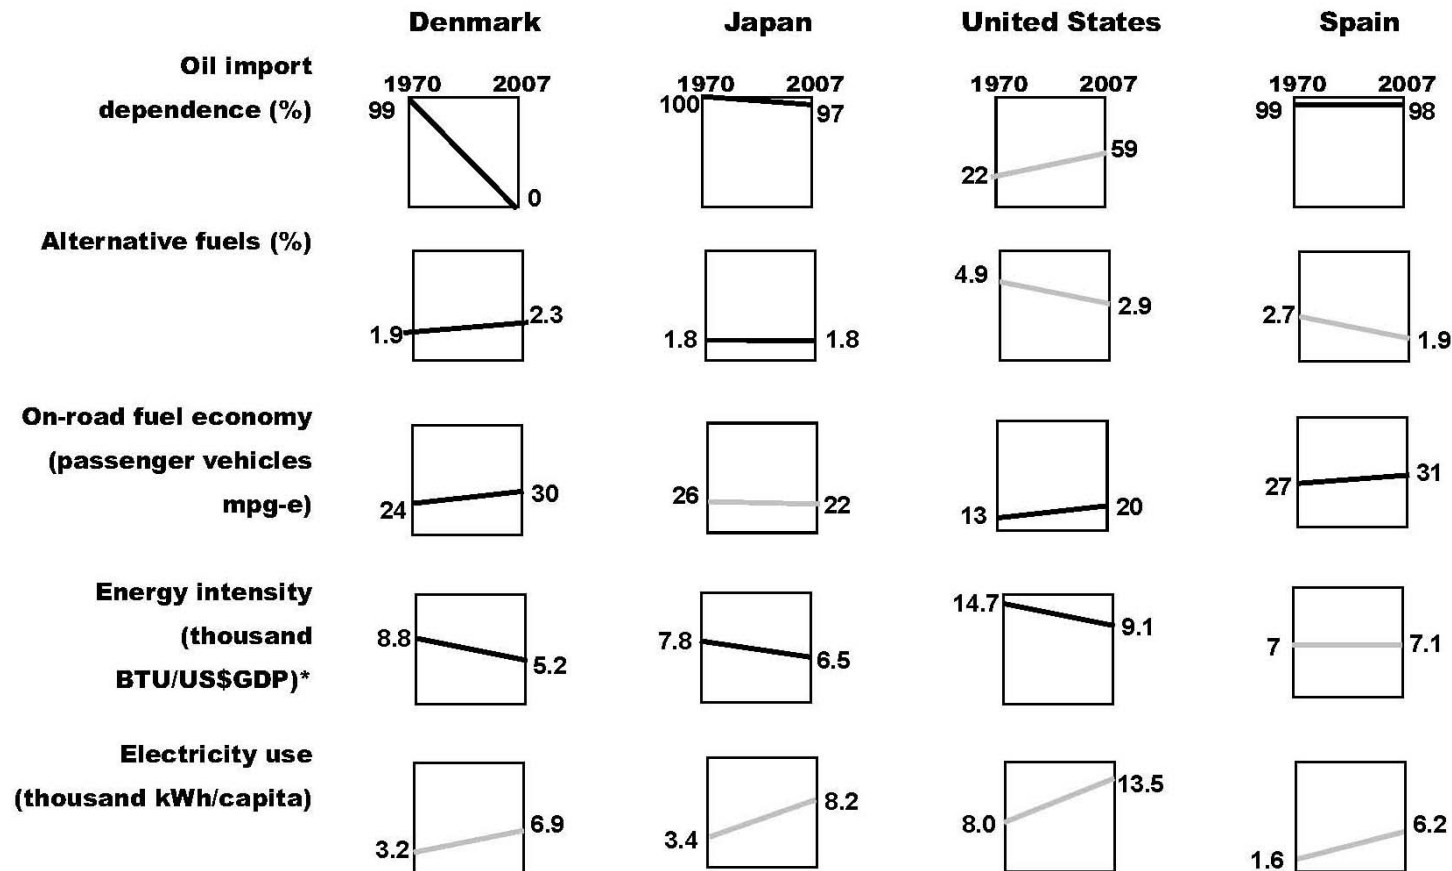 Denmark Japan United States Spain
Oil import
1970 2007 1970 2007 1970 2007 1970 2007
dependence (%)
99 0 100 97 22 59 99 98
Alternative fuels (%)
1.9 2.3 1.8 1.8 4.9 2.9 2.7 1.9
On-road fuel economy
(passenger vehicles
mpg-e)
24 30 26 22 13 20 27 31
Energy intensity
(thousand
BTU/US$GDP)*
8.8 5.2 7.8 6.5 14.7 9.1 7 7.1
Electricity use
(thousand kWh/capita)
3.2 6.9 3.4 8.2 8.0 13.5 1.6 6.2